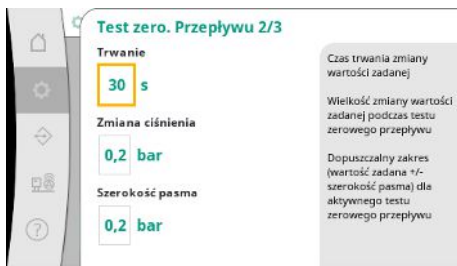 Test zero. Przepływu 2/3
Trwanie
30 s
Zmiana ciśnienia
0,2 bar
Szerokość pasma
0,2 bar
Czas trwania zmiany
wartości zadanej
Wielkość zmiany wartości
zadanej podczas testu
zerowego przepływu
Dopuszczalny zakres
(wartość zadana +/-
szerokość pasma) dla
aktywnego testu
zerowego przepływu